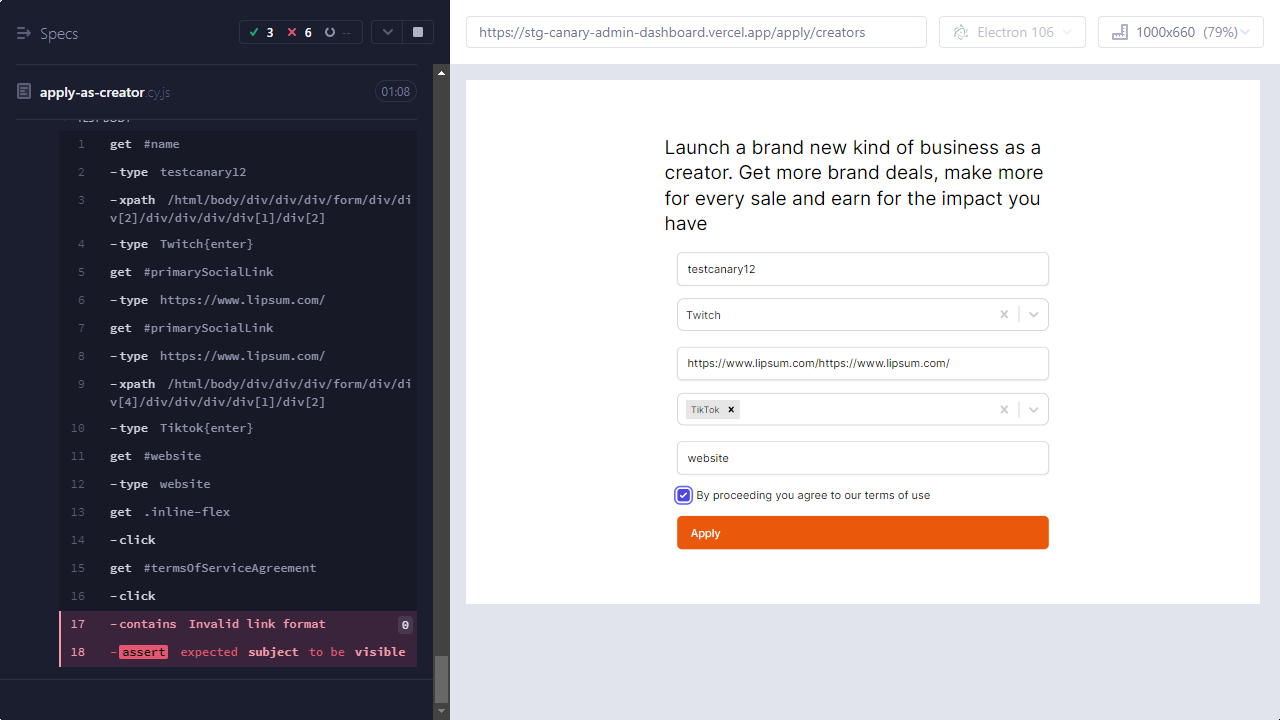 Specs
3
6
--
https://stg-canary-admin-dashboard.vercel.app/apply/creators
Electron 106
1000x660 (79%)
apply-as-creator.cy.js
01:08
TEST BODY
1 get #name
2 -type testcanary12
3 -xpath /html/body/div/div/div/form/div/di
v[2]/div/div/div/div[1]/div[2]
4 -type Twitch{enter}
5 get #primarySocialLink
6 -type https://www.lipsum.com/
7 get #primarySocialLink
8 -type https://www.lipsum.com/
9 -xpath /html/body/div/div/div/form/div/di
v[4]/div/div/div/div[1]/div[2]
10 -type Tiktok{enter}
11 get #website
12 -type website
13 get .inline-flex
14 -click
15 get #termsOfServiceAgreement
16 -click
17 -contains Invalid link format 0
18 -assert expected subject to be visible
Launch a brand new kind of business as a
creator. Get more brand deals, make more
for every sale and earn for the impact you
have
testcanary12
Twitch
https://www.lipsum.com/https://www.lipsum.com/
TikTok
website
By proceeding you agree to our terms of use
Apply